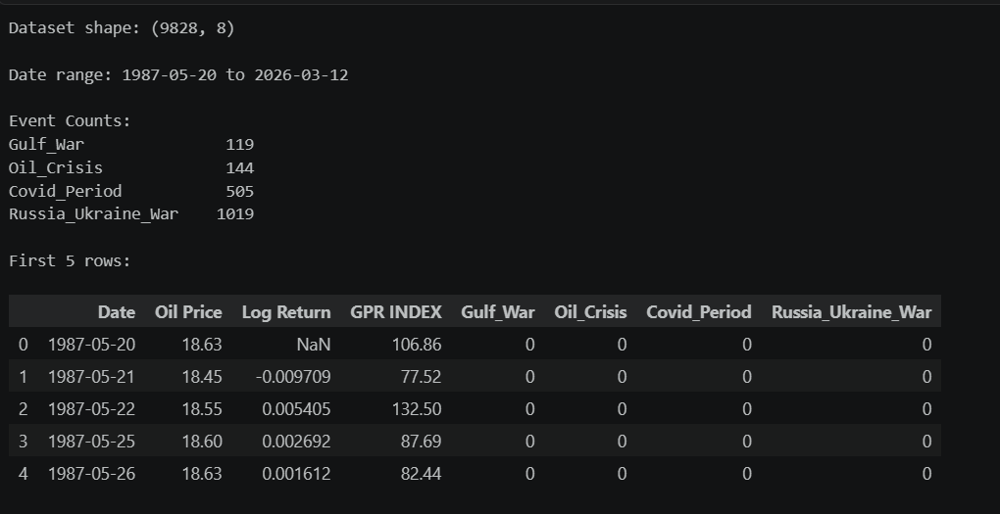 Dataset shape: (9828, 8)
Date range: 1987-05-20 to 2026-03-12
Event Counts:
Gulf_War 119
Oil_Crisis 144
Covid_Period 505
Russia_Ukraine_War 1019
First 5 rows:
Date Oil Price Log Return GPR INDEX Gulf_War Oil_Crisis Covid_Period Russia_Ukraine_War
0 1987-05-20 18.63 NaN 106.86 0 0 0 0
1 1987-05-21 18.45 -0.009709 77.52 0 0 0 0
2 1987-05-22 18.55 0.005405 132.50 0 0 0 0
3 1987-05-25 18.60 0.002692 87.69 0 0 0 0
4 1987-05-26 18.63 0.001612 82.44 0 0 0 0